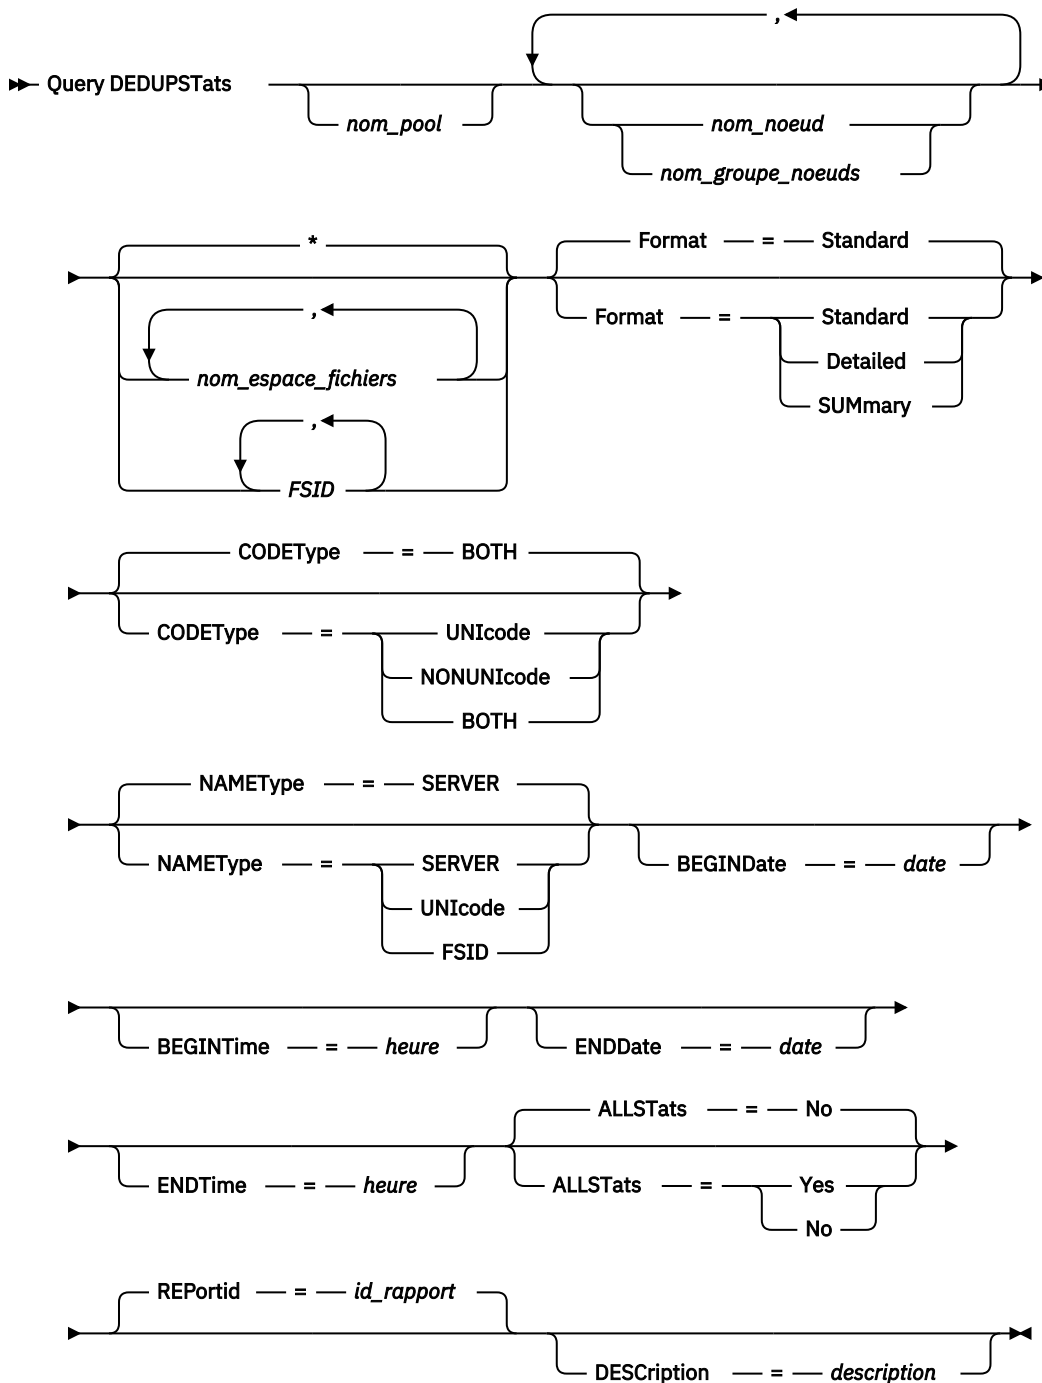 ,
Query DEDUPSTats
nom_pool
nom_noeud
nom_groupe_noeuds
*
Format = Standard
,
nom_espace_fichiers
,
FSID
Format = Standard
Detailed
SUMmary
CODEType = BOTH
CODEType = UNIcode
NONUNIcode
BOTH
NAMEType = SERVER
NAMEType = SERVER
UNIcode
FSID
BEGINDate = date
BEGINTime = heure
ENDDate = date
ENDTime = heure
ALLSTats = No
ALLSTats = Yes
No
REPortid = id_rapport
DESCription = description